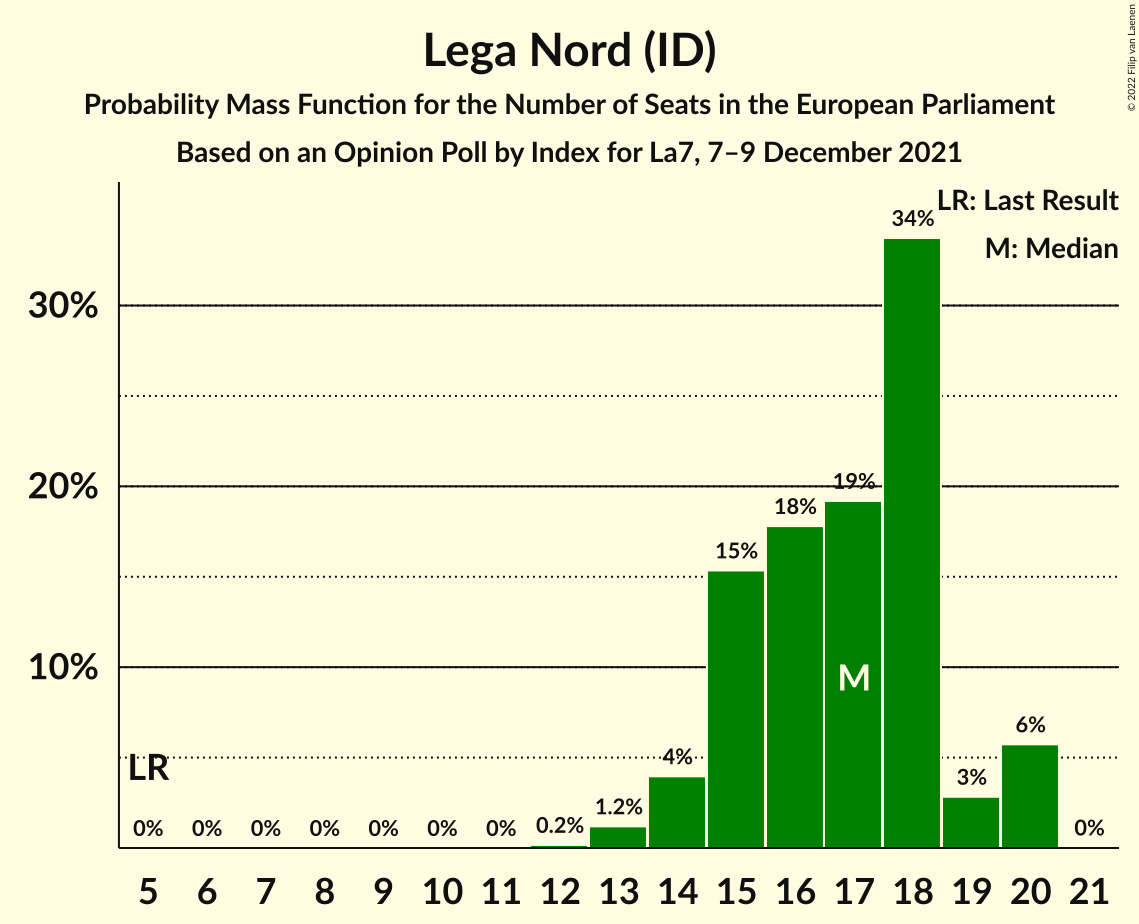 Lega Nord (ID)
Probability Mass Function for the Number of Seats in the European Parliament
Based on an Opinion Poll by Index for La7, 7–9 December 2021
© 2022 Filip van Laenen
LR: Last Result
M: Median
30%
20%
10%
LR
0%
0%
0%
0%
0%
0%
0%
0.2%
1.2%
4%
15%
18%
19%
M
34%
3%
6%
0%
5 6 7 8 9 10 11 12 13 14 15 16 17 18 19 20 21